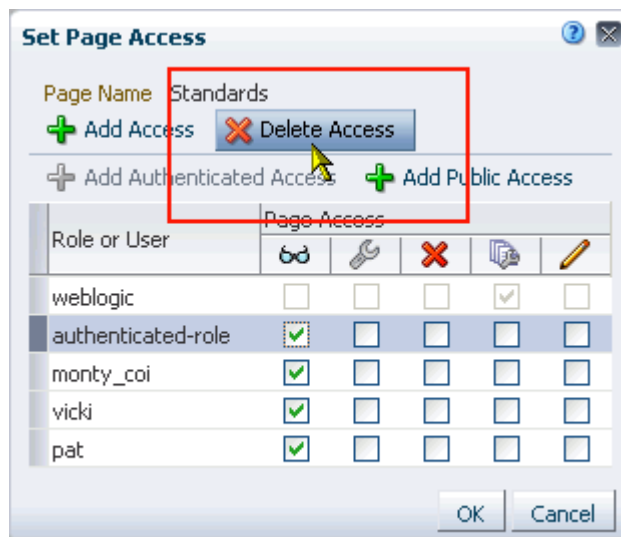 Set Page Access
Page Name Standards
Add Access Delete Access
Add Authenticated Access Add Public Access
Page Access
Role or User
weblogic
authenticated-role
monty_coi
vicki
pat
OK Cancel